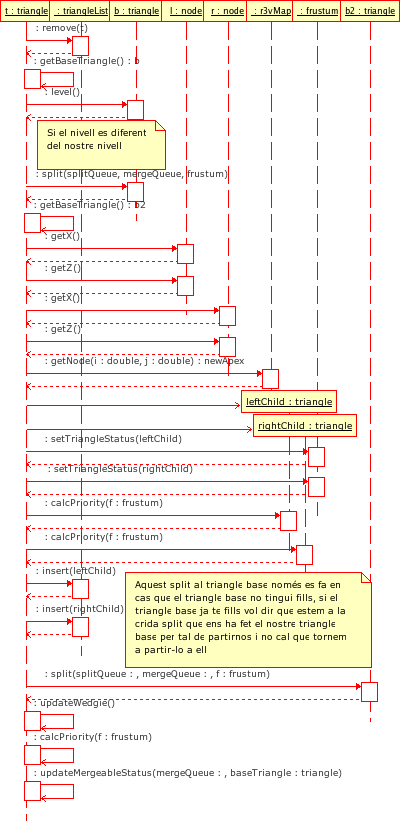 t : triangle
: triangleList
b : triangle
l : node
r : node
: r3vMap
: frustum
b2 : triangle
: remove(t)
: getBaseTriangle() : b
: level()
Si el nivell es diferent
del nostre nivell
: split(splitQueue, mergeQueue, frustum)
: getBaseTriangle() : b2
: getX()
: getZ()
: getX()
: getZ()
: getNode(i : double, j : double) : newApex
leftChild : triangle
rightChild : triangle
: setTriangleStatus(leftChild)
: setTriangleStatus(rightChild)
: calcPriority(f : frustum)
: calcPriority(f : frustum)
: insert(leftChild)
: insert(rightChild)
Aquest split al triangle base només es fa en
cas que el triangle base no tingui fills, si el
triangle base ja te fills vol dir que estem a la
crida split que ens ha fet el nostre triangle
base per tal de partirnos i no cal que tornem
a partir-lo a ell
: split(splitQueue : , mergeQueue : , f : frustum)
: updateWedgie()
: calcPriority(f : frustum)
: updateMergeableStatus(mergeQueue : , baseTriangle : triangle)